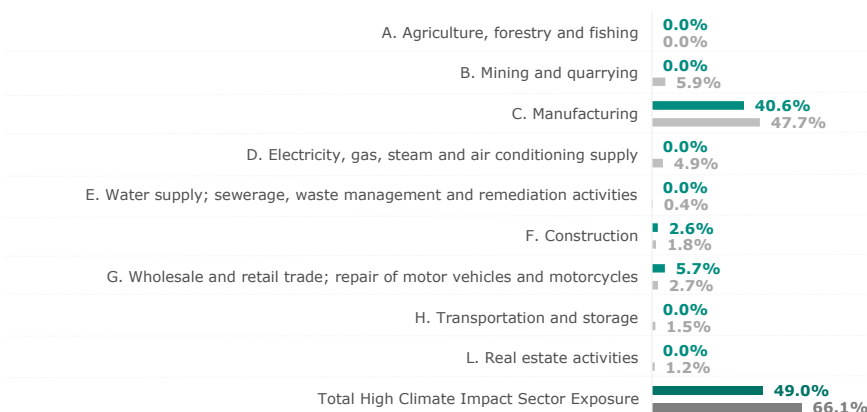 A. Agriculture, forestry and fishing
0.0%
0.0%
B. Mining and quarrying
0.0%
5.9%
C. Manufacturing
40.6%
47.7%
D. Electricity, gas, steam and air conditioning supply
0.0%
4.9%
E. Water supply; sewerage, waste management and remediation activities
0.0%
0.4%
F. Construction
2.6%
1.8%
G. Wholesale and retail trade; repair of motor vehicles and motorcycles
5.7%
2.7%
H. Transportation and storage
0.0%
1.5%
L. Real estate activities
0.0%
1.2%
Total High Climate Impact Sector Exposure
49.0%
66.1%